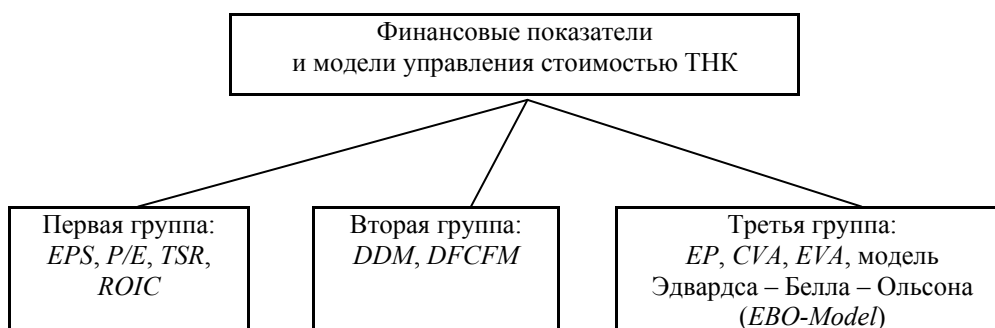 Финансовые показатели
и модели управления стоимостью ТНК
Первая группа:
EPS, P/E, TSR,
ROIC
Вторая группа:
DDM, DFCFM
Третья группа:
EP, CVA, EVA, модель
Эдвардса – Белла – Ольсона
(EBO-Model)